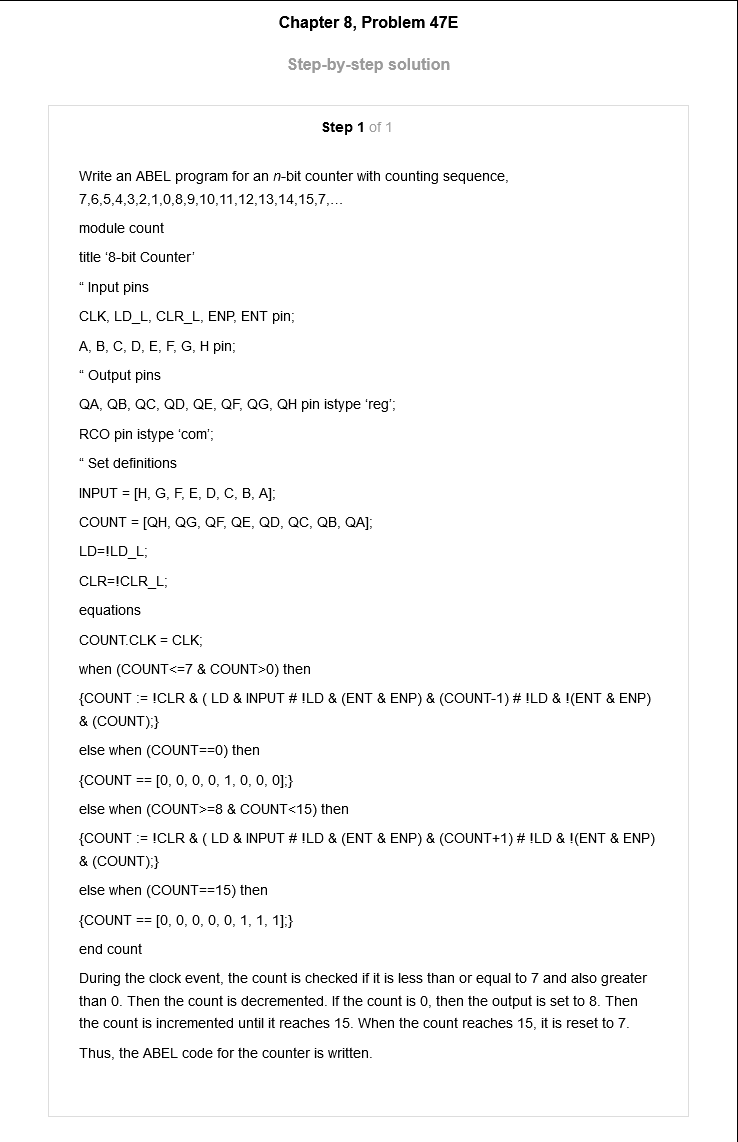 Chapter 8, Problem 47E
Step-by-step solution
Step 1 of 1
Write an ABEL program for an n-bit counter with counting sequence,
7,6,5,4,3,2,1,0,8,9,10,11,12,13,14,15,7,...
module count
title ‘8-bit Counter’
“ Input pins
CLK, LD_L, CLR_L, ENP, ENT pin;
A, B, C, D, E, F, G, H pin;
“ Output pins
QA, QB, QC, QD, QE, QF, QG, QH pin istype ‘reg’;
RCO pin istype ‘com’;
“ Set definitions
INPUT = [H, G, F, E, D, C, B, A];
COUNT = [QH, QG, QF, QE, QD, QC, QB, QA];
LD=!LD_L;
CLR=!CLR_L;
equations
COUNT.CLK = CLK;
when (COUNT<=7 & COUNT>0) then
{COUNT := !CLR & ( LD & INPUT # !LD & (ENT & ENP) & (COUNT-1) # !LD & !(ENT & ENP)
& (COUNT);}
else when (COUNT==0) then
{COUNT == [0, 0, 0, 0, 1, 0, 0, 0];}
else when (COUNT>=8 & COUNT<15) then
{COUNT := !CLR & ( LD & INPUT # !LD & (ENT & ENP) & (COUNT+1) # !LD & !(ENT & ENP)
& (COUNT);}
else when (COUNT==15) then
{COUNT == [0, 0, 0, 0, 0, 1, 1, 1];}
end count
During the clock event, the count is checked if it is less than or equal to 7 and also greater
than 0. Then the count is decremented. If the count is 0, then the output is set to 8. Then
the count is incremented until it reaches 15. When the count reaches 15, it is reset to 7.
Thus, the ABEL code for the counter is written.